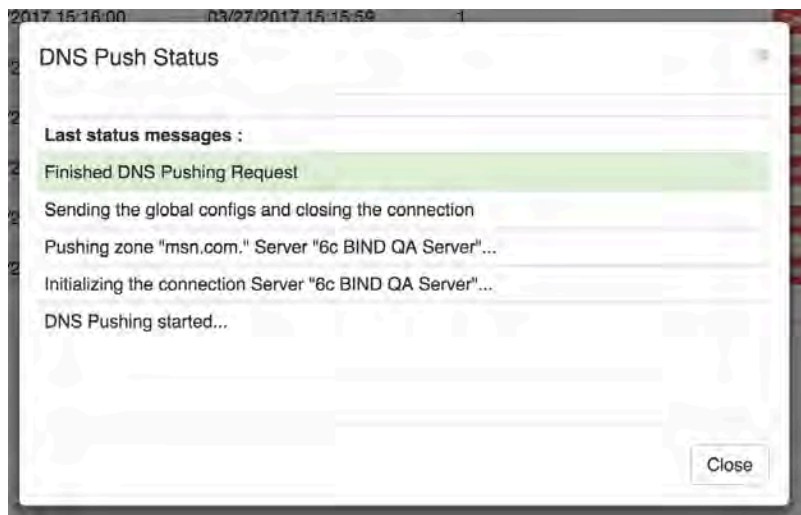 2017 15:16:00 03/27/2017 15:15:59 1
DNS Push Status
Last status messages :
Finished DNS Pushing Request
Sending the global configs and closing the connection
Pushing zone "msn.com." Server "6c BIND QA Server"...
Initializing the connection Server "6c BIND QA Server"...
DNS Pushing started...
Close